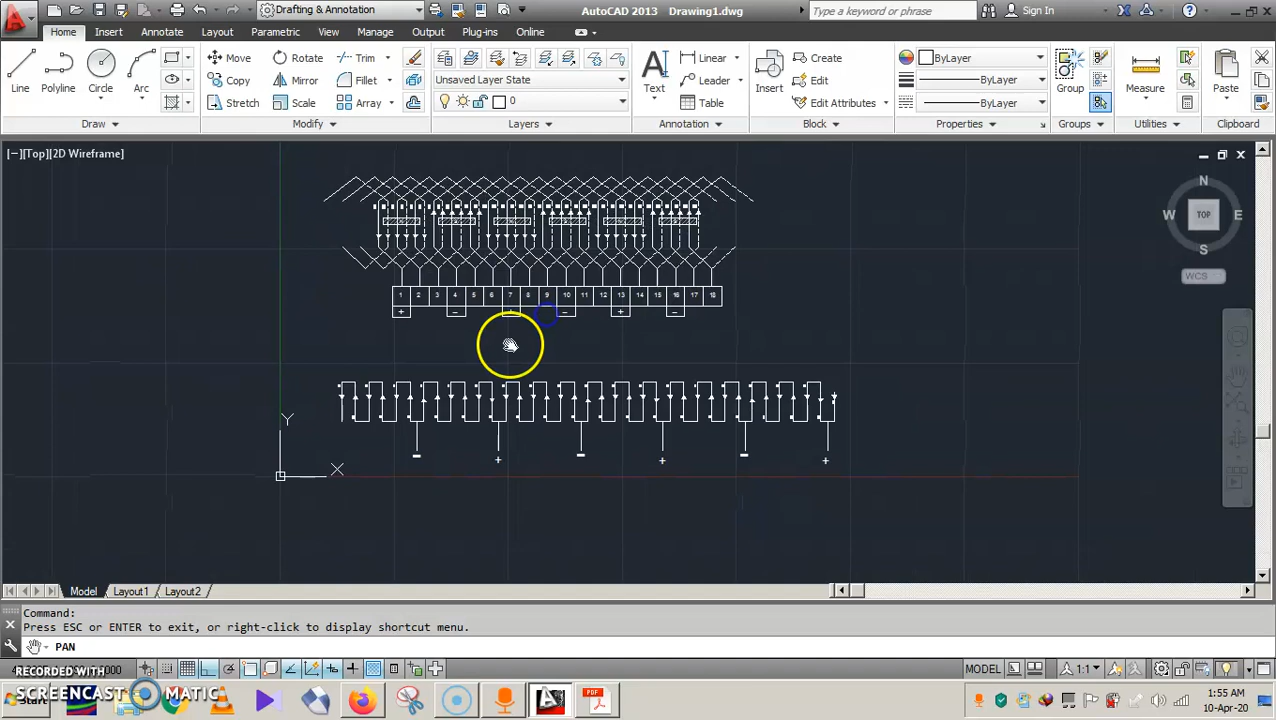 Drafting & Annotation
AutoCAD 2013 Drawing1.dwg
Type a keyword or phrase
Sign In
Home Insert Annotate Layout Parametric View Manage Output Plug-ins Online
Line Polyline Circle Arc
Move Rotate Trim
Copy Mirror Fillet
Stretch Scale Array
Unsaved Layer State
0
Text
Linear
Leader
Table
Insert
Create
Edit
Edit Attributes
ByLayer
ByLayer
ByLayer
Group
Measure
Paste
Draw Modify Layers Annotation Block Properties Groups Utilities Clipboard
[−][Top][2D Wireframe]
N
W TOP E
S
WCS
1 2 3 4 5 6 7 8 9 10 11 12 13 14 15 16 17 18
+ − − + −
Y
X
- + - + - +
Model Layout1 Layout2
Command:
Press ESC or ENTER to exit, or right-click to display shortcut menu.
PAN
RECORDED WITH
SCREENCAST MATIC
MODEL
1:1
Start
PDF
1:55 AM
10-Apr-20